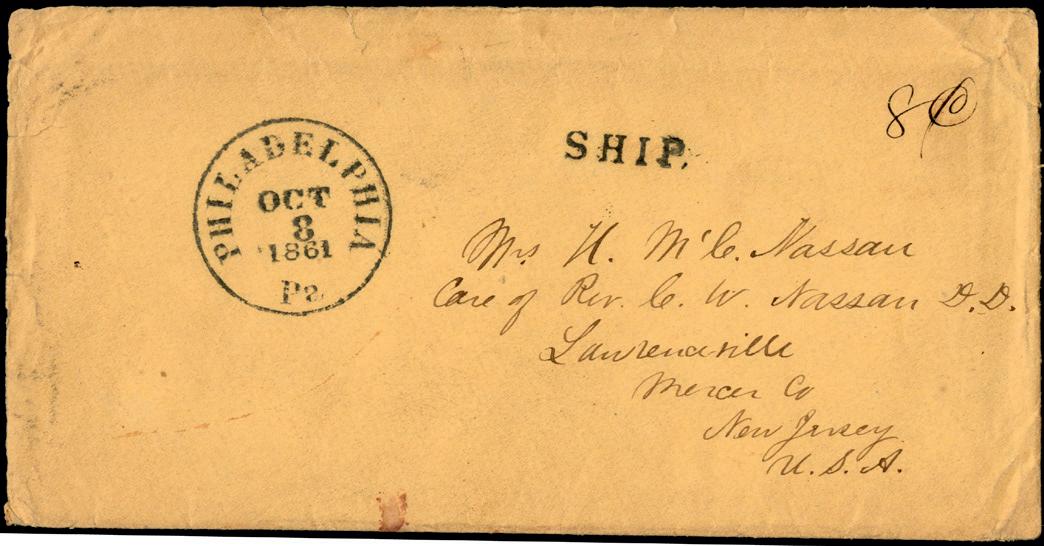 PHILADELPHIA
OCT
8
1861
Pa
SHIP.
8
Mrs H. McC. Nassau
Care of Rev. C. W. Nassau D.D.
Lawrenceville
Mercer Co
New Jersey
U.S.A.